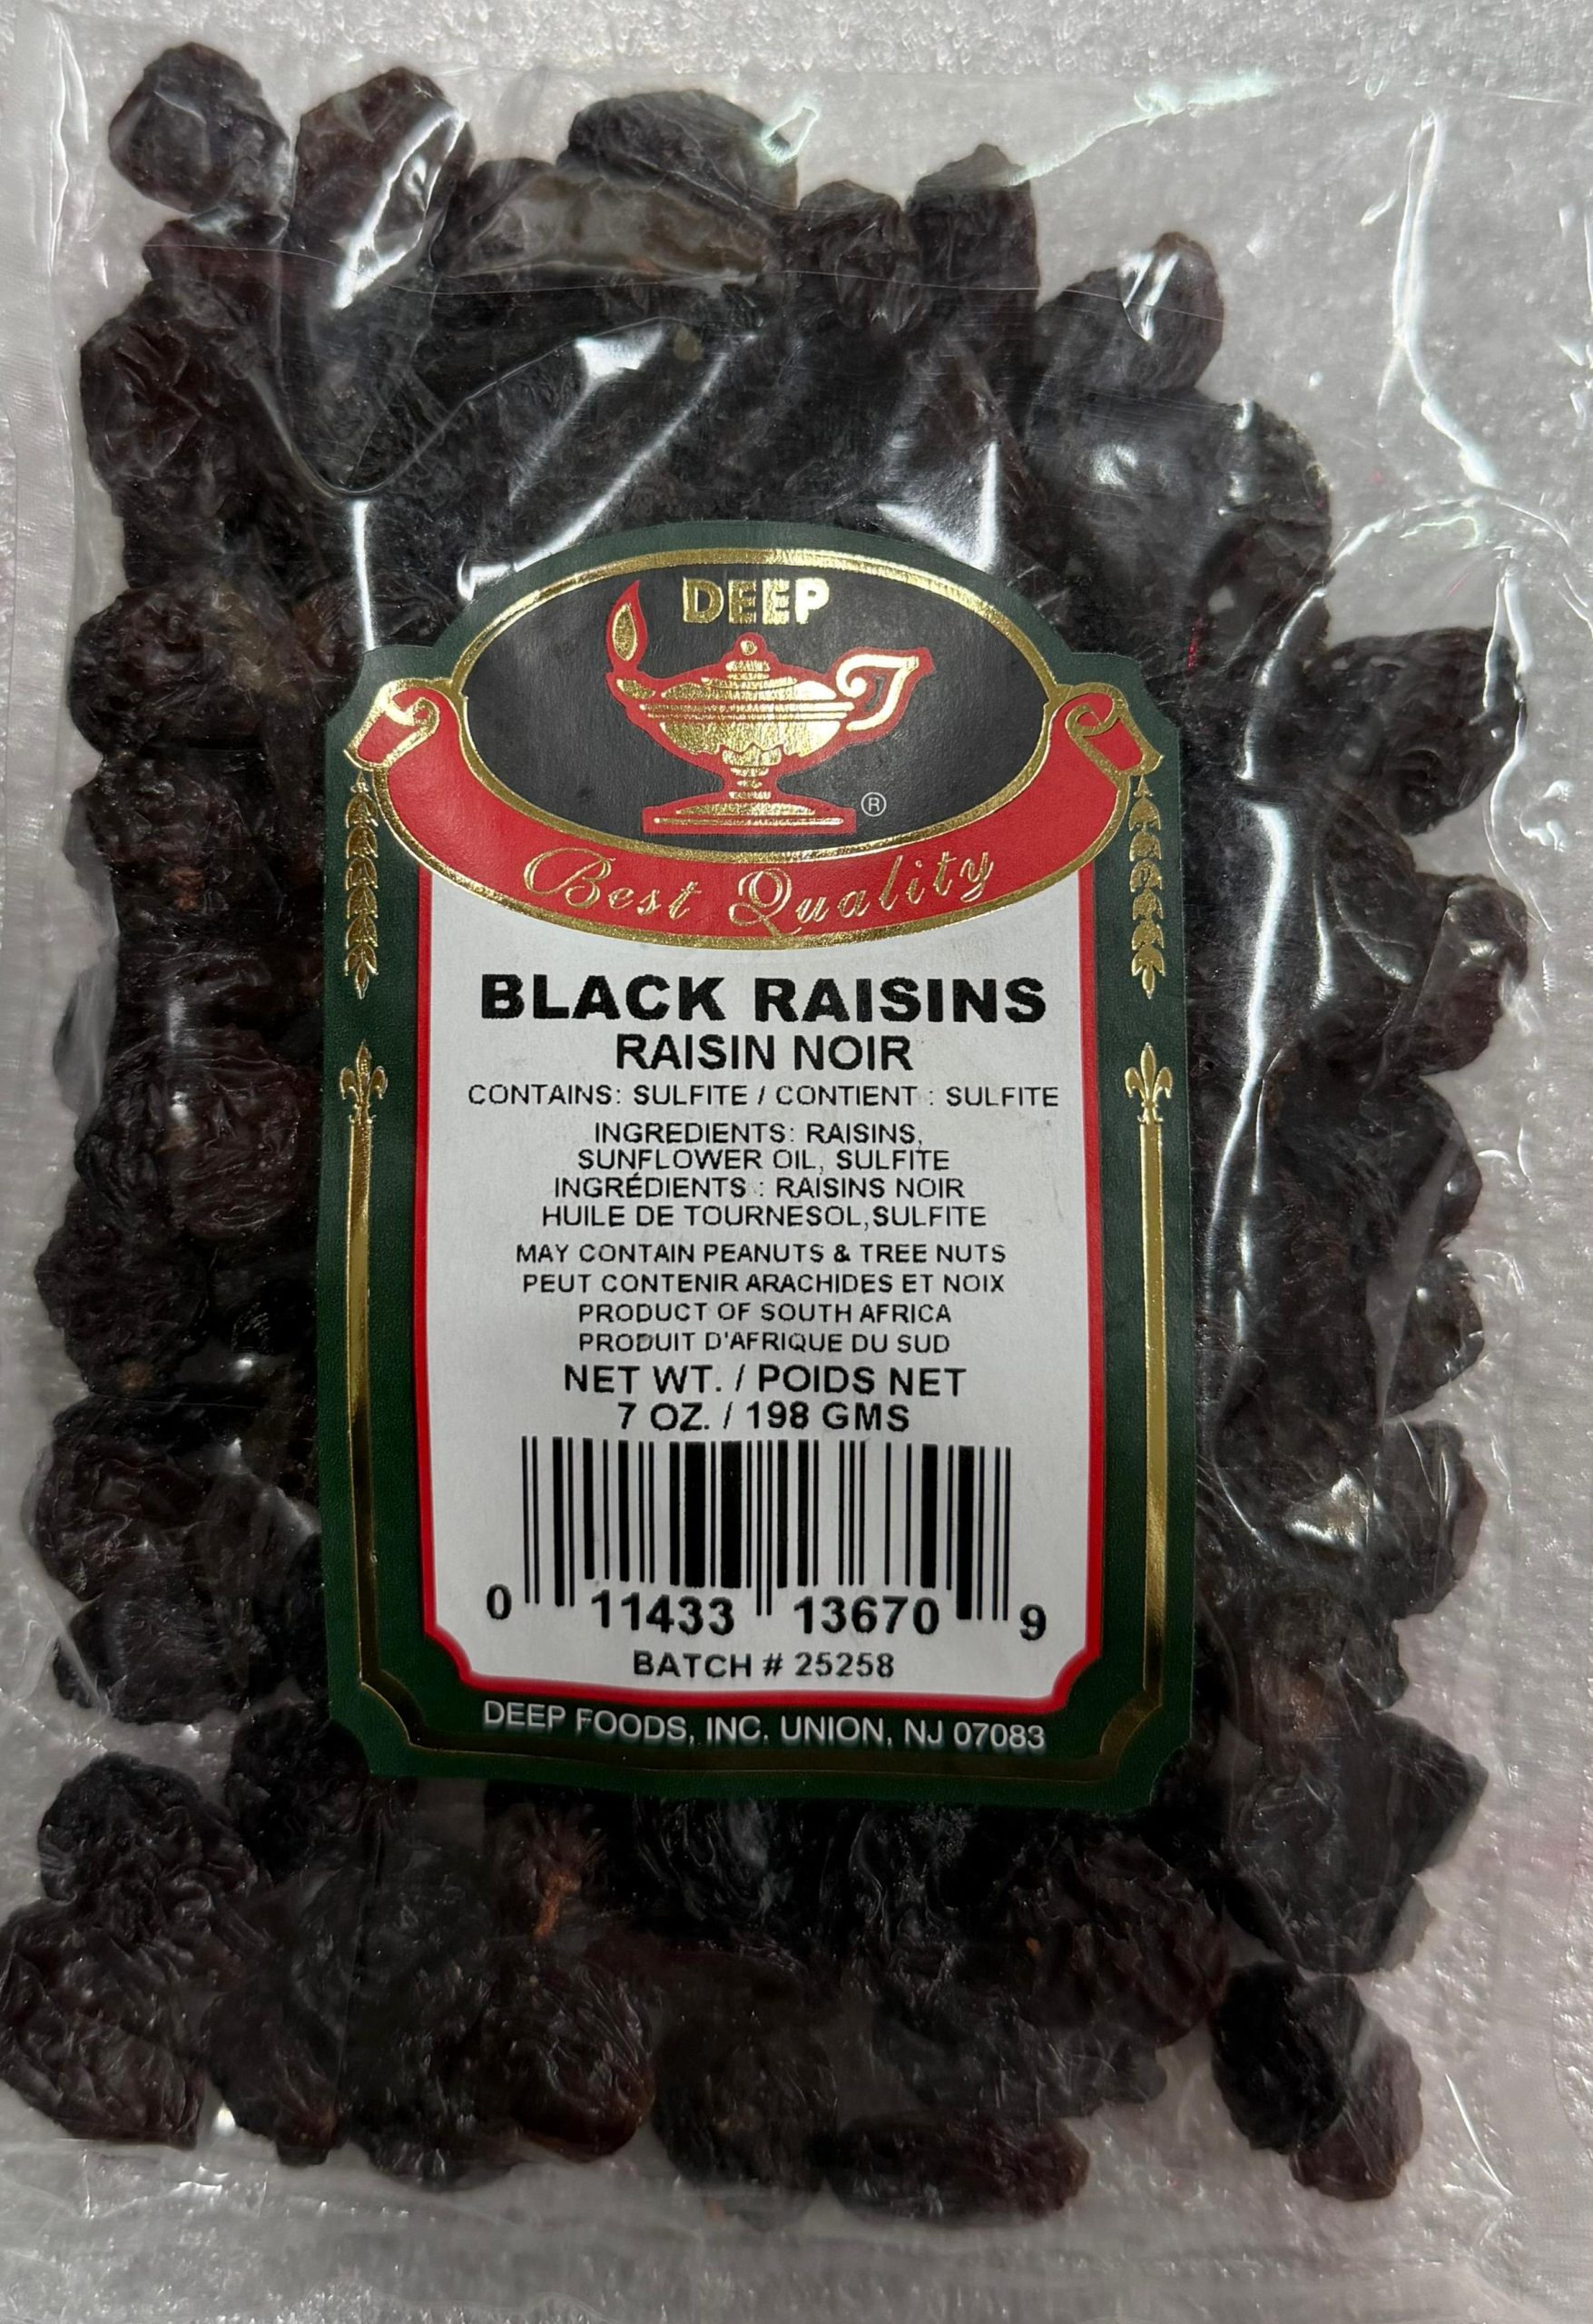 DEEP
®
Best Quality
BLACK RAISINS
RAISIN NOIR
CONTAINS: SULFITE / CONTIENT : SULFITE
INGREDIENTS: RAISINS,
SUNFLOWER OIL, SULFITE
INGRÉDIENTS : RAISINS NOIR
HUILE DE TOURNESOL,SULFITE
MAY CONTAIN PEANUTS & TREE NUTS
PEUT CONTENIR ARACHIDES ET NOIX
PRODUCT OF SOUTH AFRICA
PRODUIT D'AFRIQUE DU SUD
NET WT. / POIDS NET
7 OZ. / 198 GMS
0 11433 13670 9
BATCH # 25258
DEEP FOODS, INC. UNION, NJ 07083